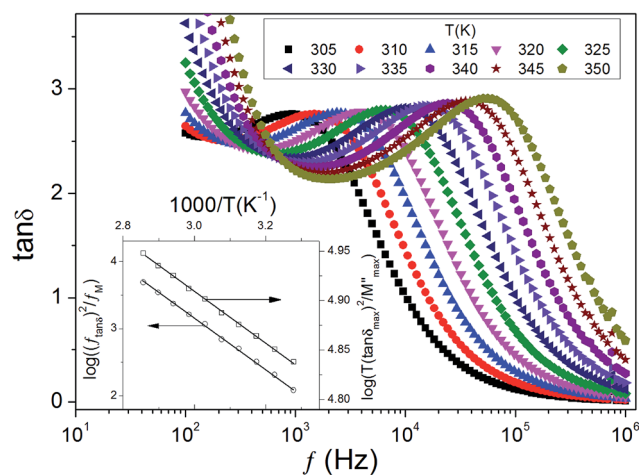 T(K)
305 310 315 320 325
330 335 340 345 350
3
2
1
0
tanδ
10¹ 10² 10³ 10⁴ 10⁵ 10⁶
f (Hz)
1000/T(K⁻¹)
2.8 3.0 3.2
4
3
2
log((f_tanδ)²/f_M)
4.95
4.90
4.85
4.80
log(T(tanδ_max)²/M''_max)